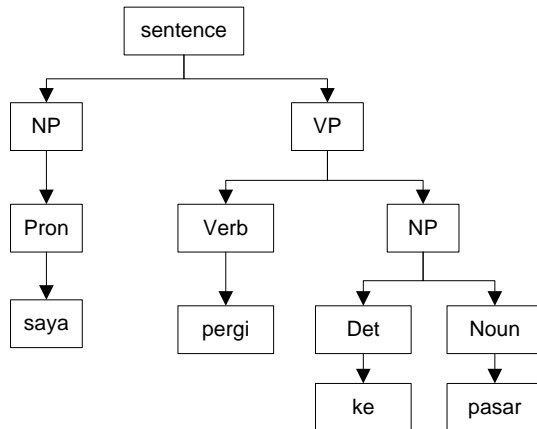 sentence
NP
VP
Pron
Verb
NP
saya
pergi
Det
Noun
ke
pasar